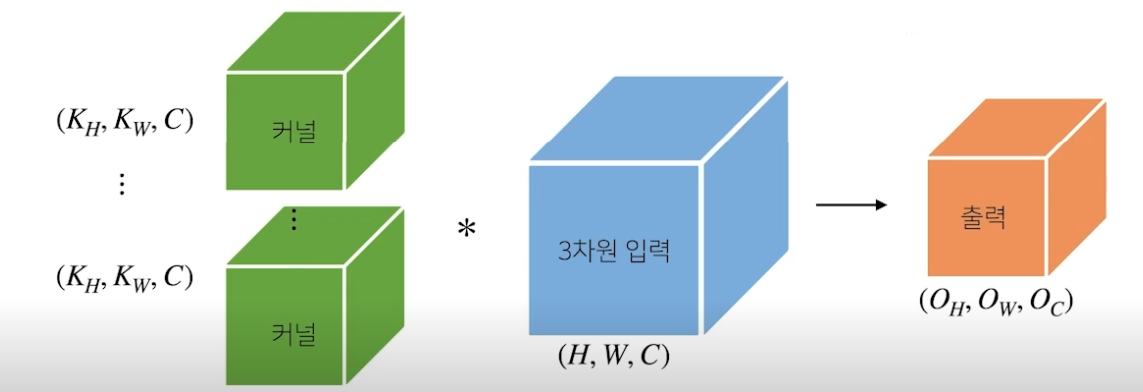 (K_H, K_W, C)
커널
⋮
⋮
(K_H, K_W, C)
커널
*
3차원 입력
(H, W, C)
출력
(O_H, O_W, O_C)